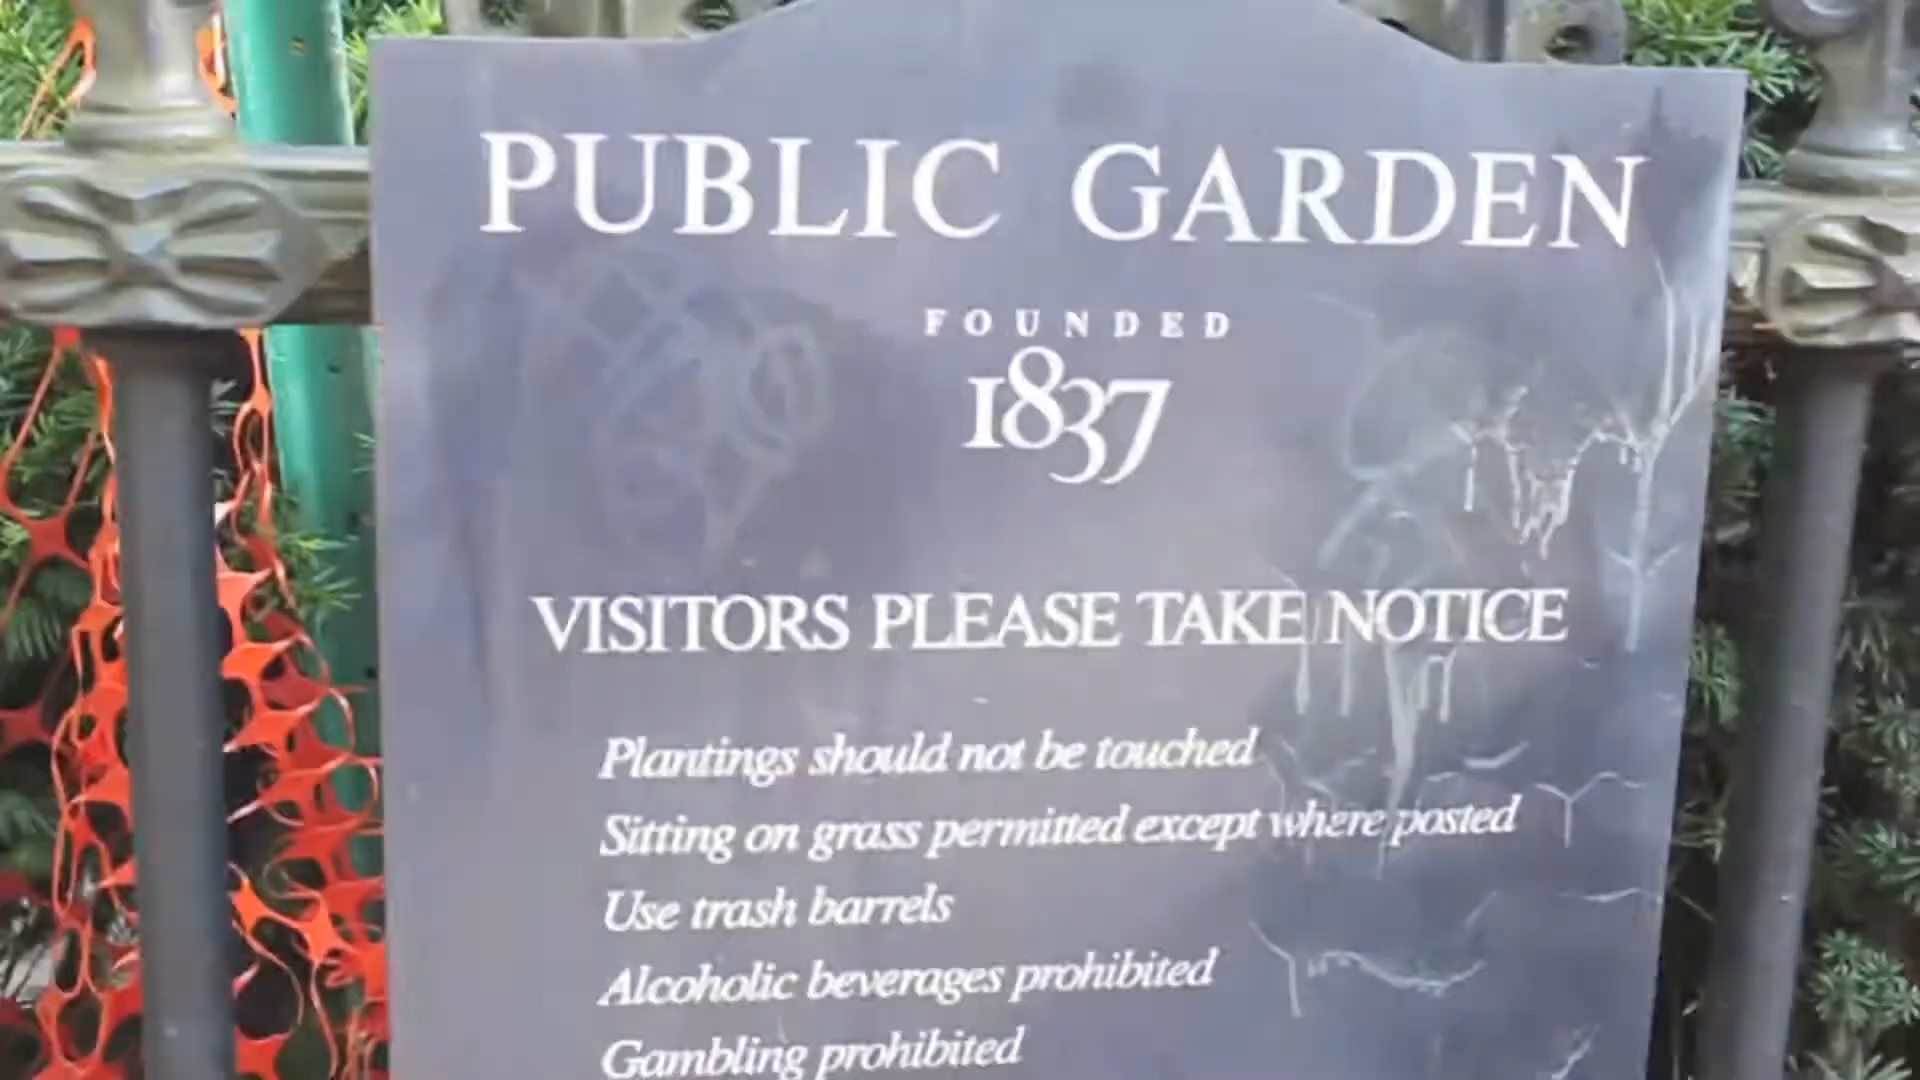 PUBLIC GARDEN
FOUNDED
1837
VISITORS PLEASE TAKE NOTICE
Plantings should not be touched
Sitting on grass permitted except where posted
Use trash barrels
Alcoholic beverages prohibited
Gambling prohibited